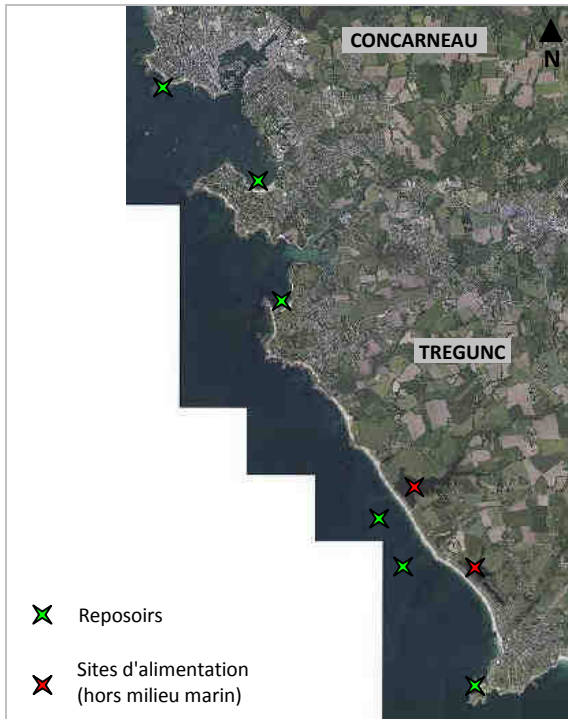 CONCARNEAU
N
TREGUNC
Reposoirs
Sites d'alimentation
(hors milieu marin)